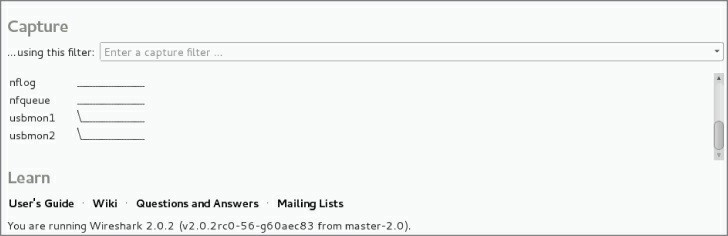 Capture
...using this filter: Enter a capture filter ...
nflog
nfqueue
usbmon1
usbmon2
Learn
User's Guide · Wiki · Questions and Answers · Mailing Lists
You are running Wireshark 2.0.2 (v2.0.2rc0-56-g60aec83 from master-2.0).